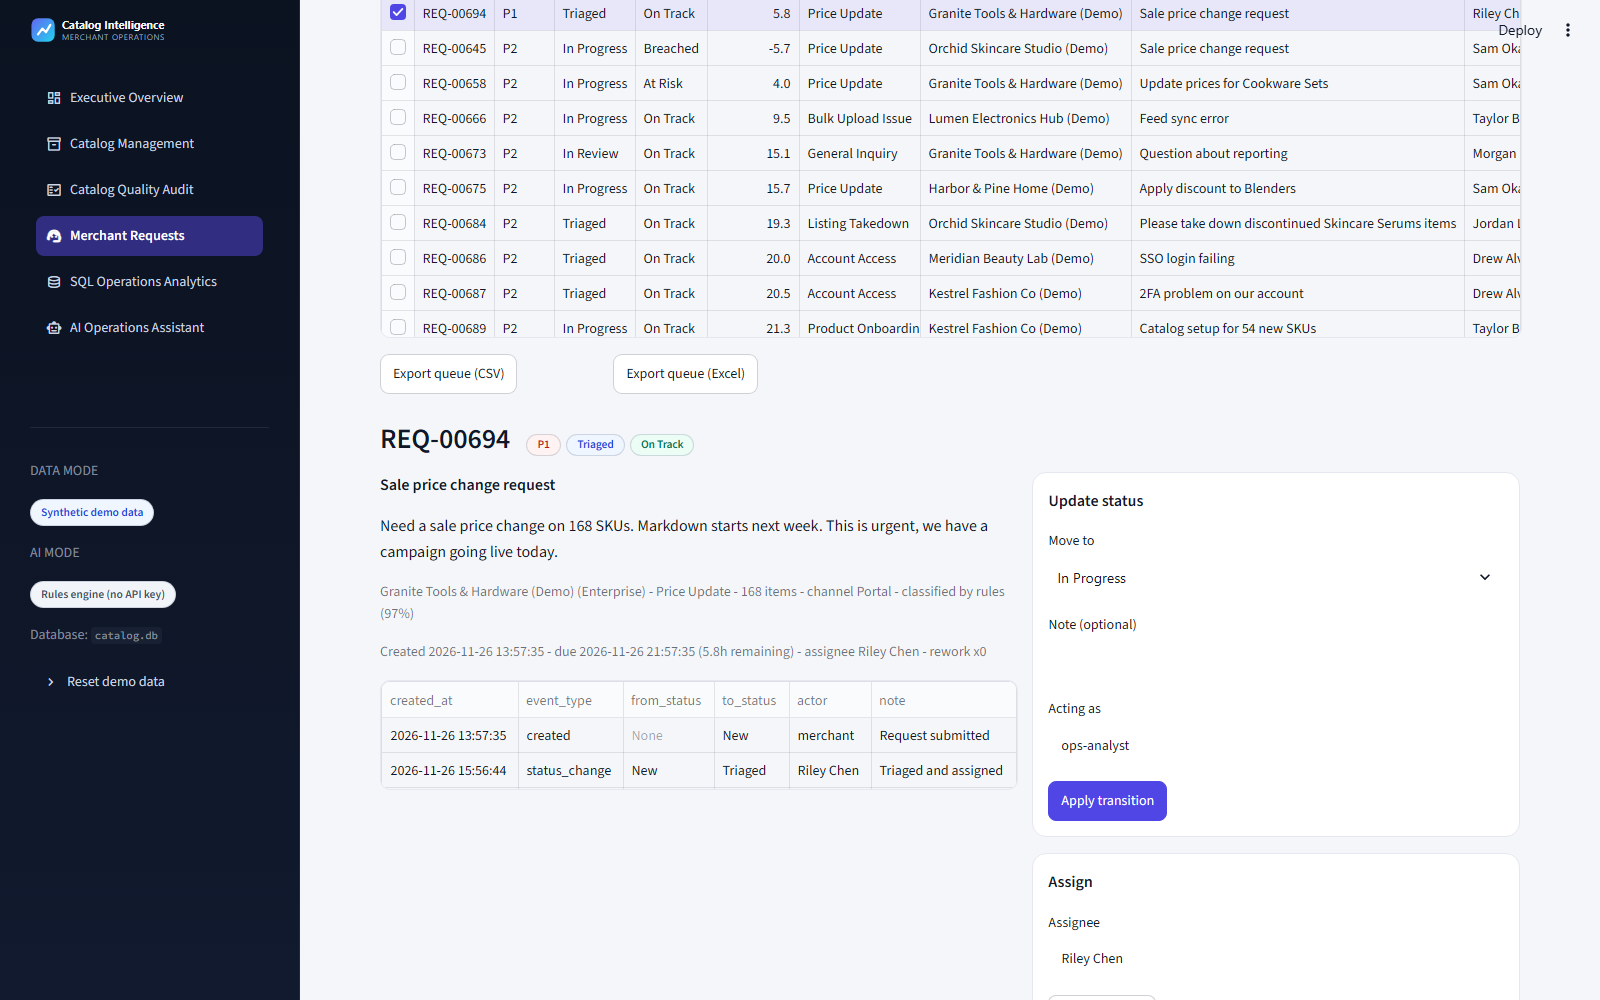 Catalog Intelligence
MERCHANT OPERATIONS
Executive Overview
Catalog Management
Catalog Quality Audit
Merchant Requests
SQL Operations Analytics
AI Operations Assistant
DATA MODE
Synthetic demo data
AI MODE
Rules engine (no API key)
Database: catalog.db
Reset demo data
Deploy
REQ-00694 P1 Triaged On Track 5.8 Price Update Granite Tools & Hardware (Demo) Sale price change request Riley Ch
REQ-00645 P2 In Progress Breached -5.7 Price Update Orchid Skincare Studio (Demo) Sale price change request Sam Oka
REQ-00658 P2 In Progress At Risk 4.0 Price Update Granite Tools & Hardware (Demo) Update prices for Cookware Sets Sam Oka
REQ-00666 P2 In Progress On Track 9.5 Bulk Upload Issue Lumen Electronics Hub (Demo) Feed sync error Taylor B
REQ-00673 P2 In Review On Track 15.1 General Inquiry Granite Tools & Hardware (Demo) Question about reporting Morgan
REQ-00675 P2 In Progress On Track 15.7 Price Update Harbor & Pine Home (Demo) Apply discount to Blenders Sam Oka
REQ-00684 P2 Triaged On Track 19.3 Listing Takedown Orchid Skincare Studio (Demo) Please take down discontinued Skincare Serums items Jordan L
REQ-00686 P2 Triaged On Track 20.0 Account Access Meridian Beauty Lab (Demo) SSO login failing Drew Alv
REQ-00687 P2 Triaged On Track 20.5 Account Access Kestrel Fashion Co (Demo) 2FA problem on our account Drew Alv
REQ-00689 P2 In Progress On Track 21.3 Product Onboardin Kestrel Fashion Co (Demo) Catalog setup for 54 new SKUs Taylor B
Export queue (CSV) Export queue (Excel)
REQ-00694 P1 Triaged On Track
Sale price change request
Need a sale price change on 168 SKUs. Markdown starts next week. This is urgent, we have a
campaign going live today.
Granite Tools & Hardware (Demo) (Enterprise) - Price Update - 168 items - channel Portal - classified by rules
(97%)
Created 2026-11-26 13:57:35 - due 2026-11-26 21:57:35 (5.8h remaining) - assignee Riley Chen - rework x0
created_at event_type from_status to_status actor note
2026-11-26 13:57:35 created None New merchant Request submitted
2026-11-26 15:56:44 status_change New Triaged Riley Chen Triaged and assigned
Update status
Move to
In Progress
Note (optional)
Acting as
ops-analyst
Apply transition
Assign
Assignee
Riley Chen